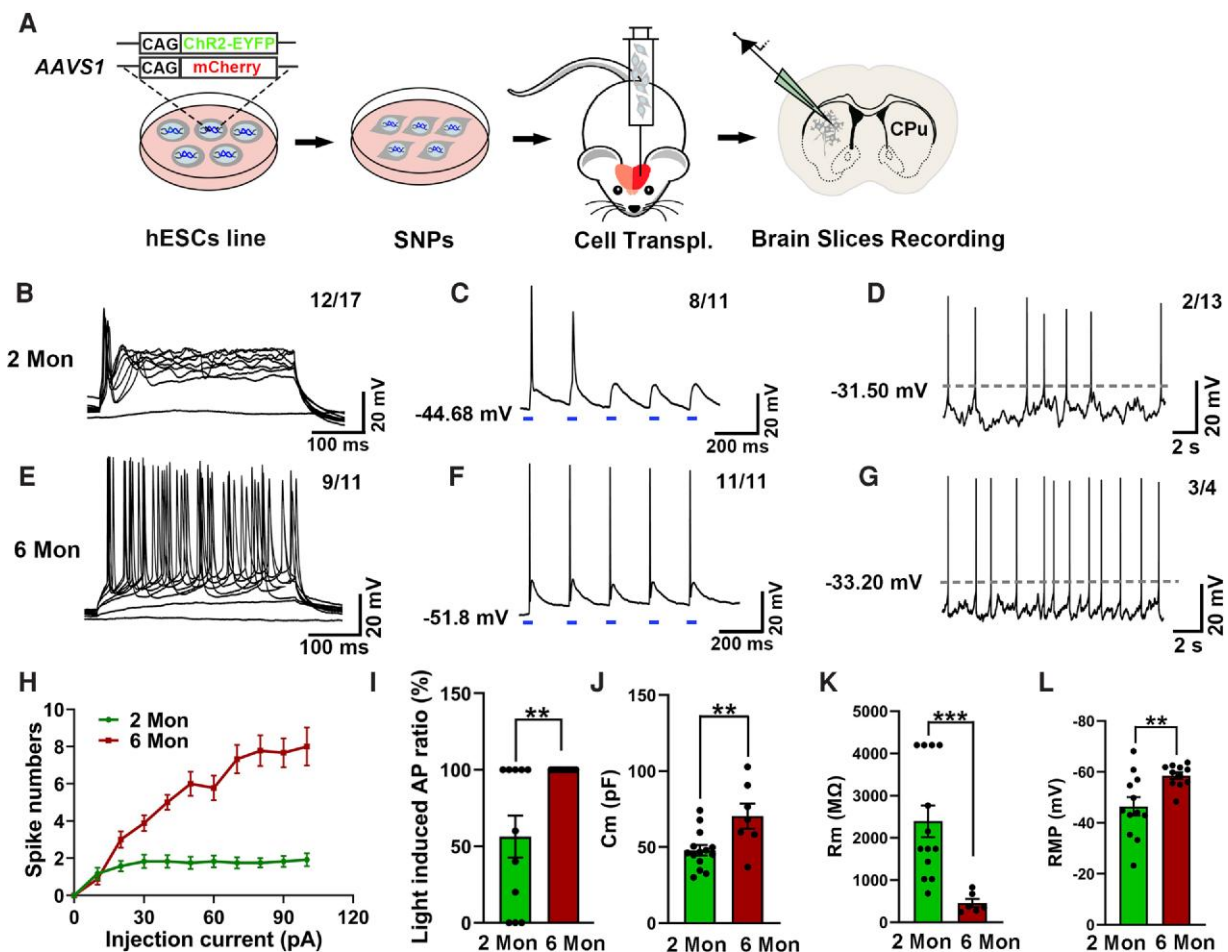 A
CAG ChR2-EYFP
AAVS1
CAG mCherry
CPu
hESCs line
SNPs
Cell Transpl.
Brain Slices Recording
B
12/17
2 Mon
20 mV
100 ms
C
8/11
-44.68 mV
20 mV
200 ms
D
2/13
-31.50 mV
20 mV
2 s
E
9/11
6 Mon
20 mV
100 ms
F
11/11
-51.8 mV
20 mV
200 ms
G
3/4
-33.20 mV
20 mV
2 s
H
2 Mon
6 Mon
Spike numbers
10
8
6
4
2
0
0 30 60 90 120
Injection current (pA)
I
Light induced AP ratio (%)
150
100
50
0
**
2 Mon 6 Mon
J
Cm (pF)
150
100
50
0
**
2 Mon 6 Mon
K
Rm (MΩ)
5000
4000
3000
2000
1000
0
***
2 Mon 6 Mon
L
RMP (mV)
-80
-60
-40
-20
0
**
2 Mon 6 Mon